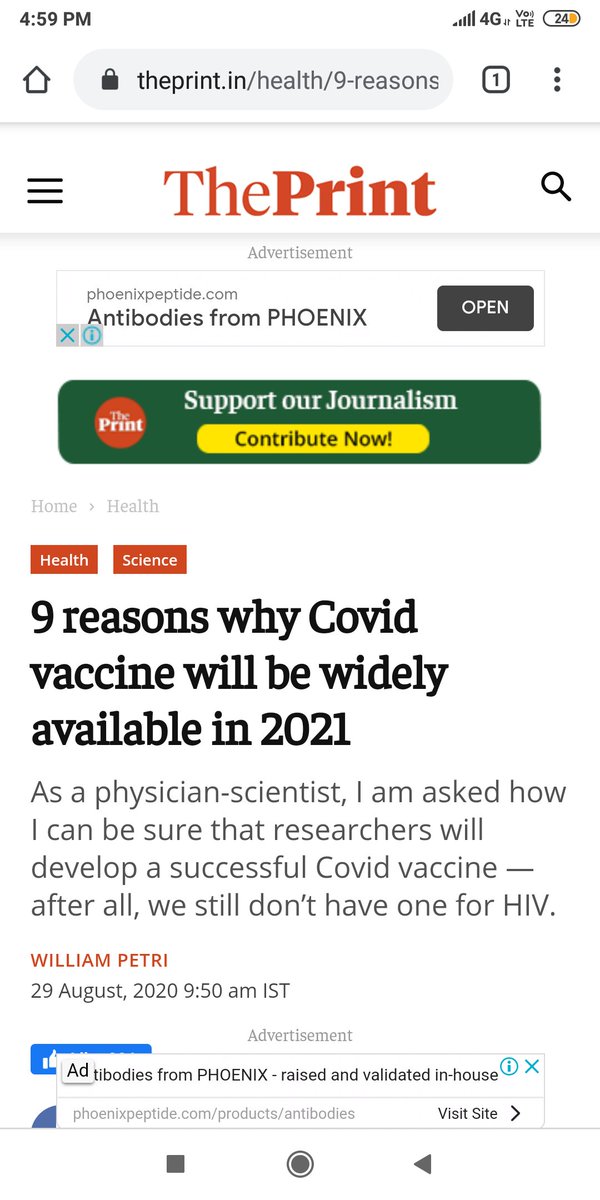 4:59 PM 4G Vo)) LTE 24
theprint.in/health/9-reasons 1
ThePrint
Advertisement
phoenixpeptide.com
Antibodies from PHOENIX
OPEN
The Print
Support our Journalism
Contribute Now!
Home › Health
Health Science
9 reasons why Covid
vaccine will be widely
available in 2021
As a physician-scientist, I am asked how
I can be sure that researchers will
develop a successful Covid vaccine —
after all, we still don’t have one for HIV.
WILLIAM PETRI
29 August, 2020 9:50 am IST
Advertisement
Ad tibodies from PHOENIX - raised and validated in-house
phoenixpeptide.com/products/antibodies Visit Site